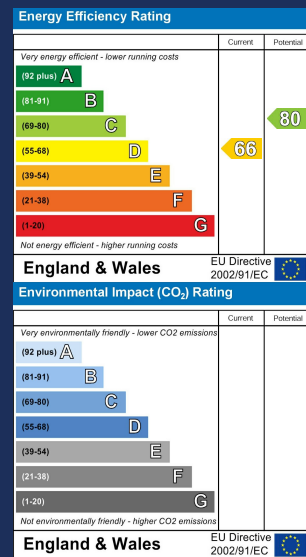 Energy Efficiency Rating
Current Potential
Very energy efficient - lower running costs
(92 plus) A
(81-91) B
(69-80) C
(55-68) D
(39-54) E
(21-38) F
(1-20) G
66
80
Not energy efficient - higher running costs
England & Wales
EU Directive
2002/91/EC
Environmental Impact (CO₂) Rating
Current Potential
Very environmentally friendly - lower CO2 emissions
(92 plus) A
(81-91) B
(69-80) C
(55-68) D
(39-54) E
(21-38) F
(1-20) G
Not environmentally friendly - higher CO2 emissions
England & Wales
EU Directive
2002/91/EC